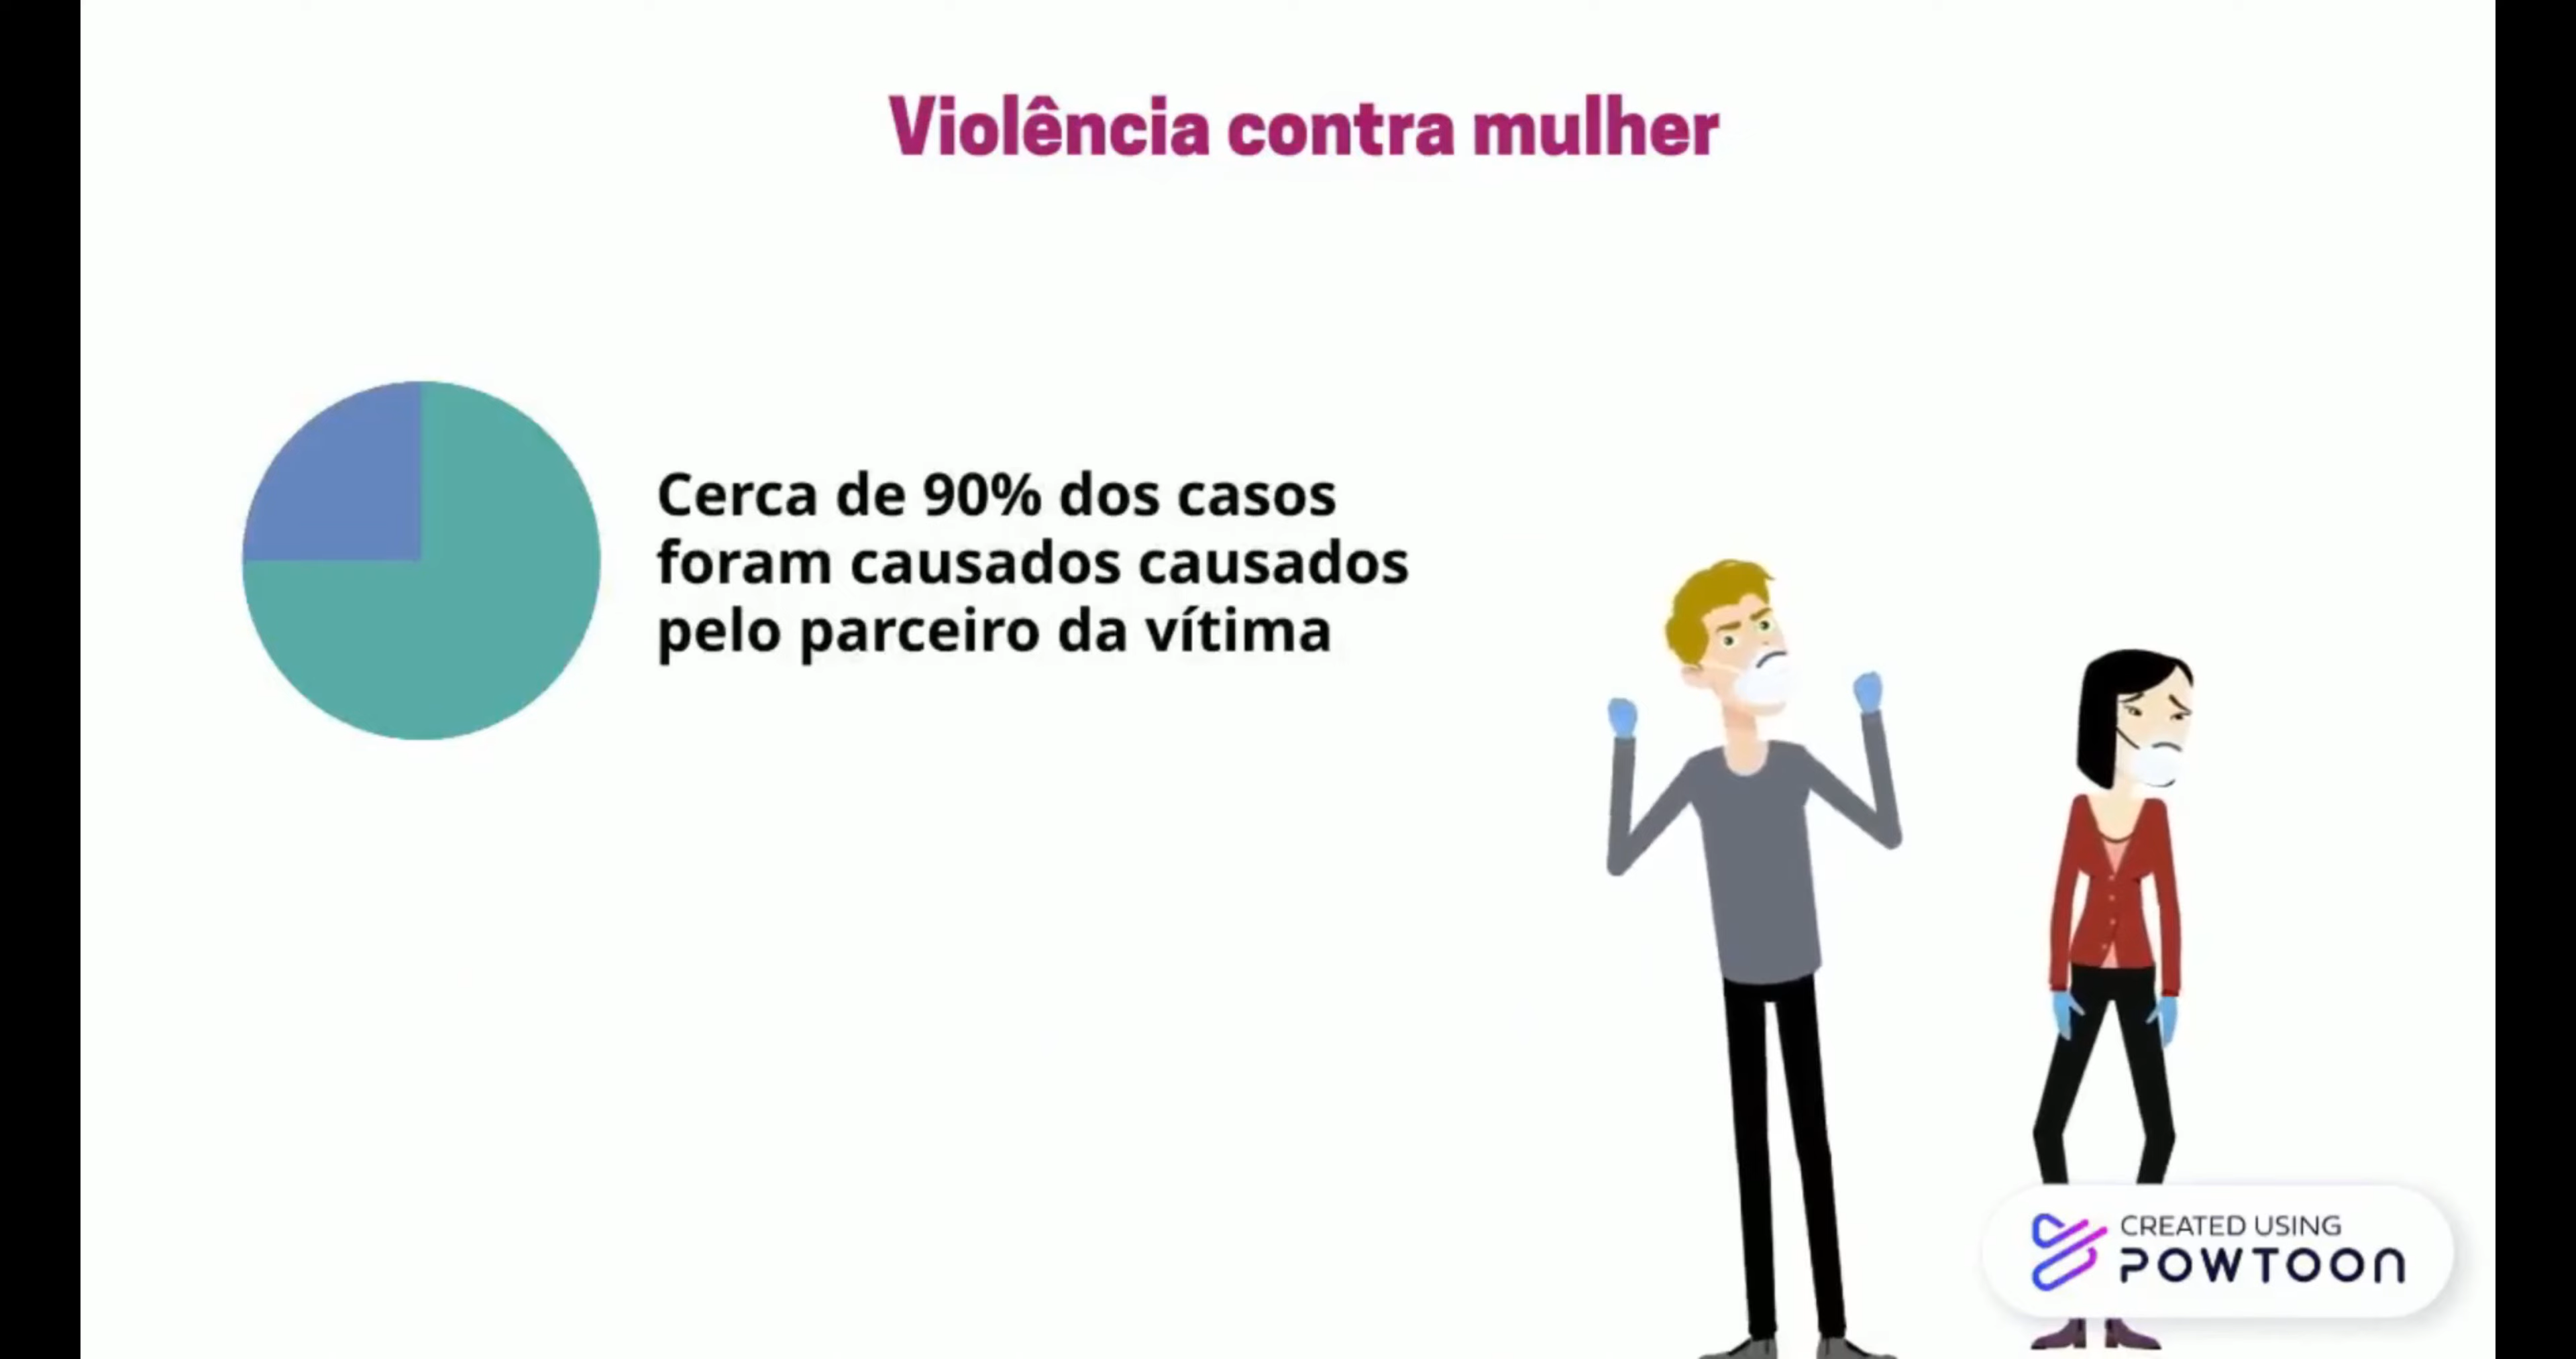 Violência contra mulher
Cerca de 90% dos casos
foram causados causados
pelo parceiro da vítima
CREATED USING
POWTOON